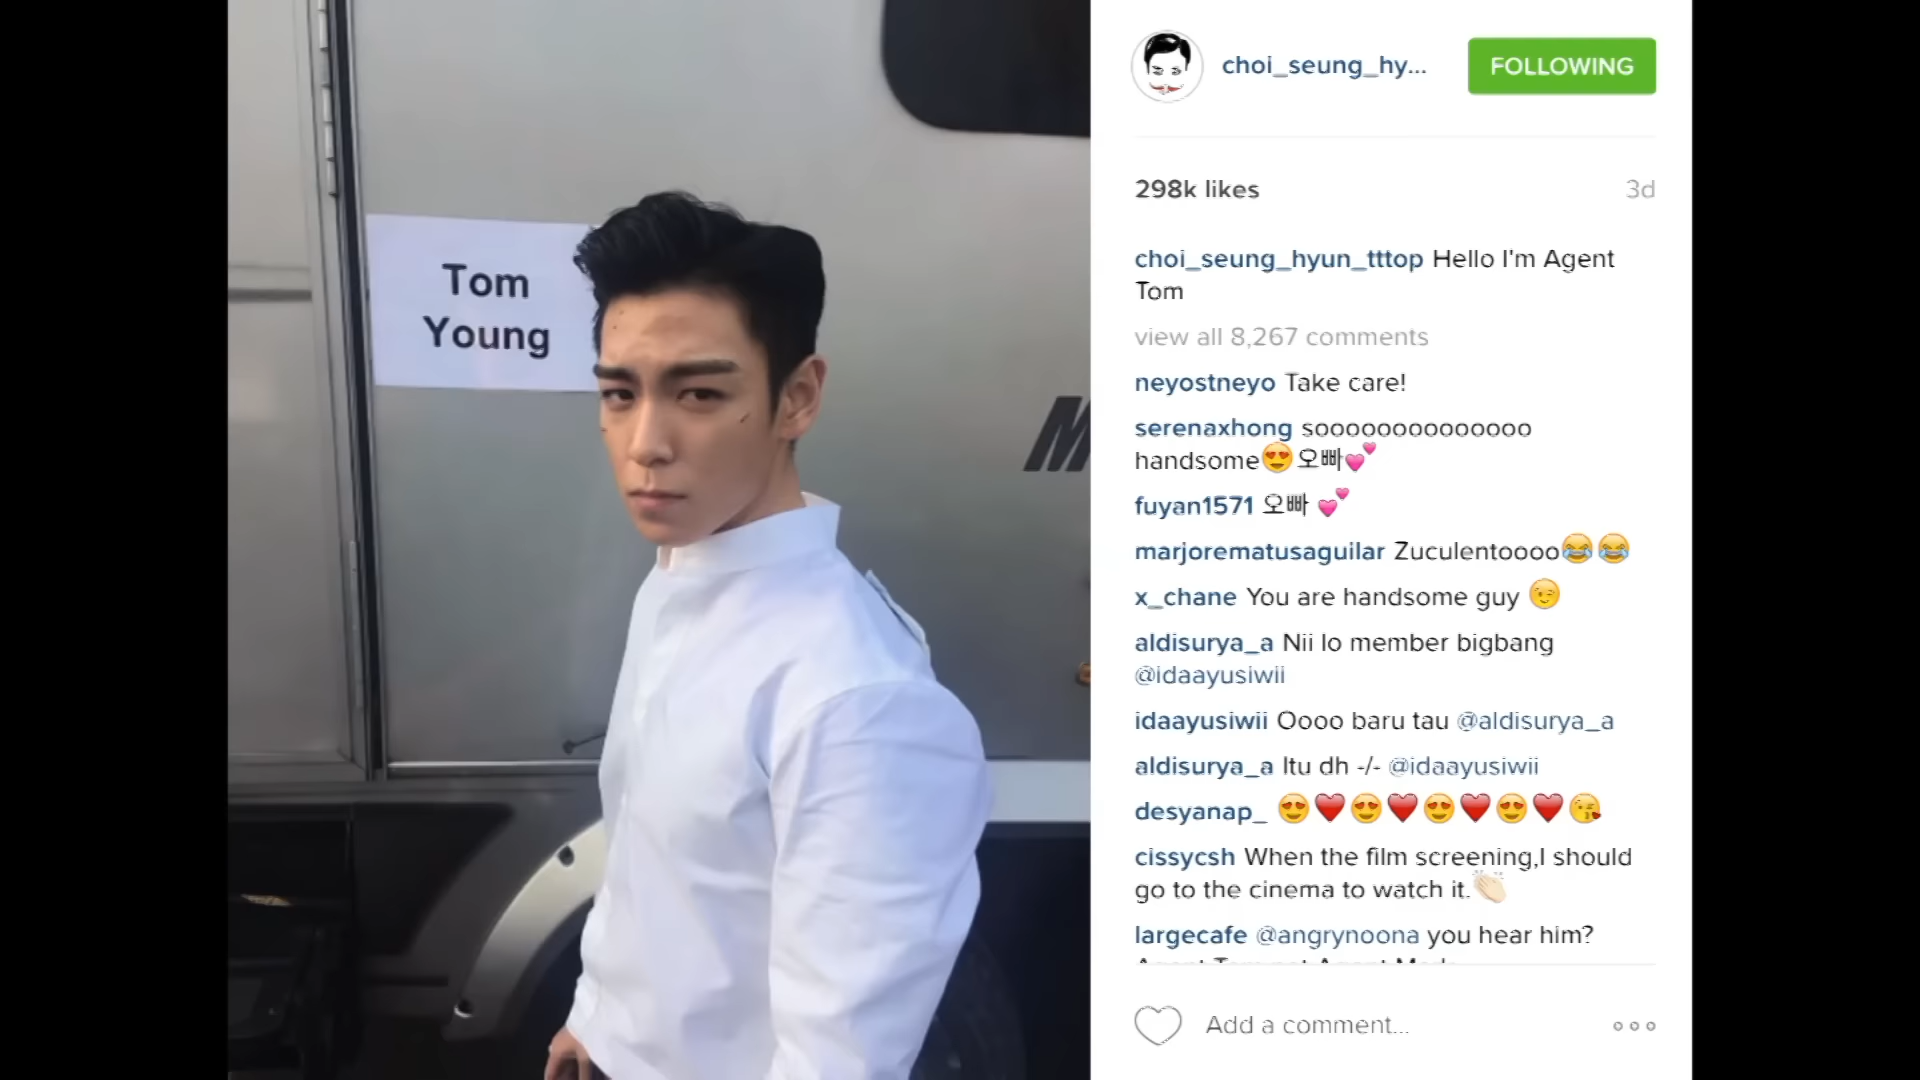 Tom
Young
M
choi_seung_hy...
FOLLOWING
298k likes
3d
choi_seung_hyun_tttop Hello I'm Agent
Tom
view all 8,267 comments
neyostneyo Take care!
serenaxhong soooooooooooooo
handsome😍오빠💕
fuyan1571 오빠 💕
marjorematusaguilar Zuculentoooo😂😂
x_chane You are handsome guy 😉
aldisurya_a Nii lo member bigbang
@idaayusiwii
idaayusiwii Oooo baru tau @aldisurya_a
aldisurya_a Itu dh -/- @idaayusiwii
desyanap_ 😍❤️😍❤️😍❤️😍❤️😘
cissycsh When the film screening,I should
go to the cinema to watch it.👏🏻
largecafe @angrynoona you hear him?
Add a comment...